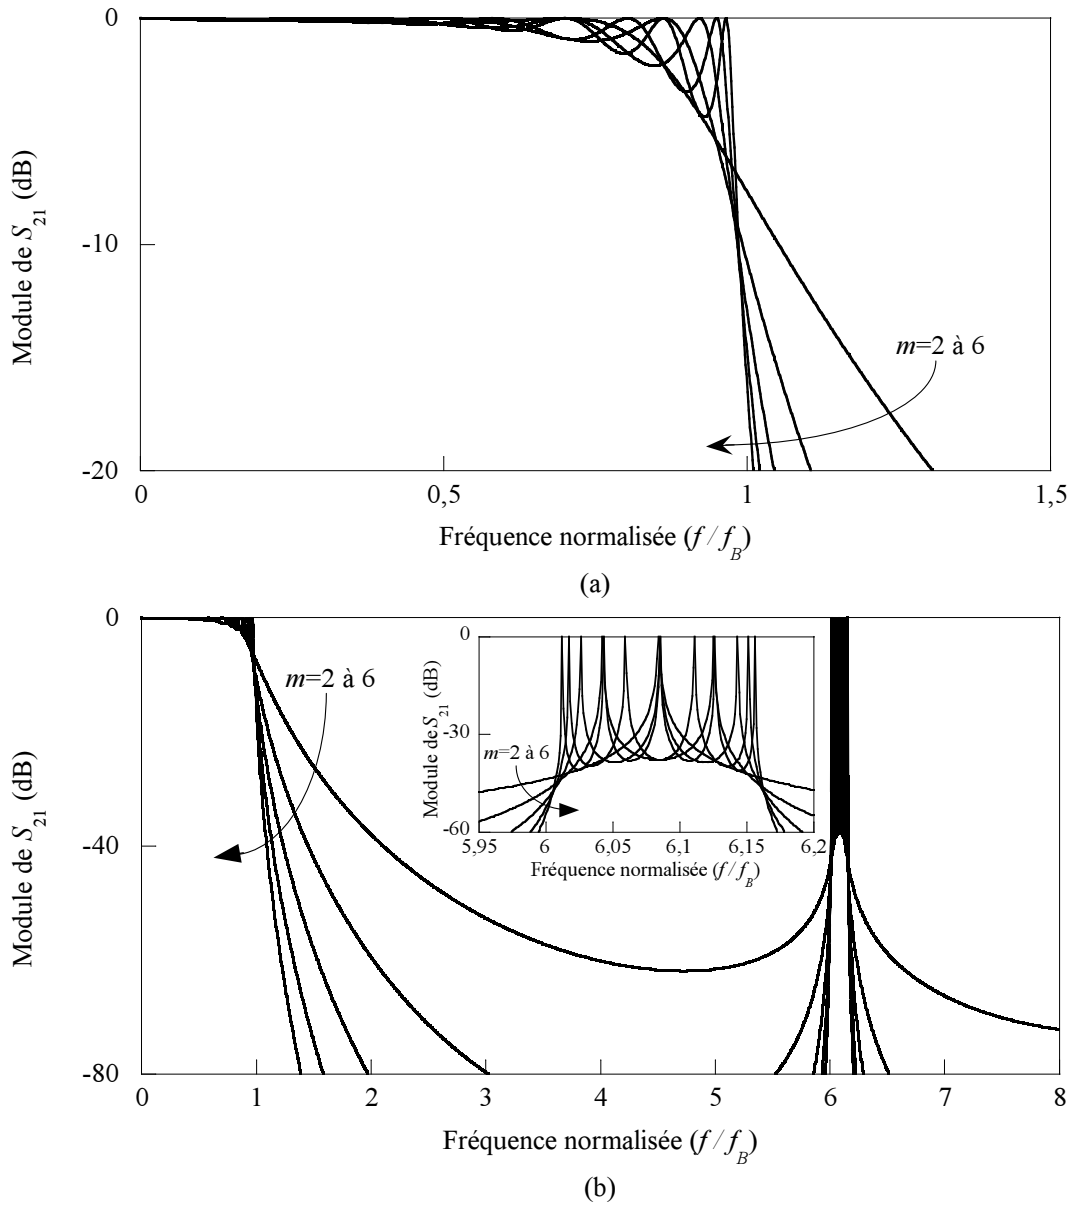 0
-10
-20
Module de S21 (dB)
m=2 à 6
0 0,5 1 1,5
Fréquence normalisée (f / fB)
(a)
0
-40
-80
Module de S21 (dB)
m=2 à 6
0
-30
-60
Module de S21 (dB)
m=2 à 6
5,95 6 6,05 6,1 6,15 6,2
Fréquence normalisée (f / fB)
0 1 2 3 4 5 6 7 8
Fréquence normalisée (f / fB)
(b)